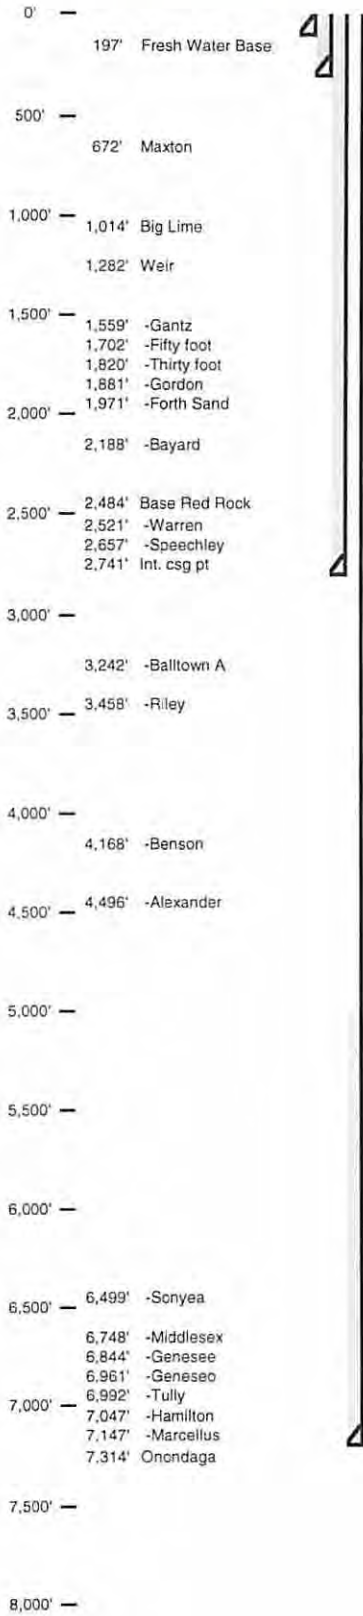 0'
197' Fresh Water Base
500'
672' Maxton
1,000'
1,014' Big Lime
1,282' Weir
1,500'
1,559' -Gantz
1,702' -Fifty foot
1,820' -Thirty foot
1,881' -Gordon
1,971' -Forth Sand
2,000'
2,188' -Bayard
2,484' Base Red Rock
2,500'
2,521' -Warren
2,657' -Speechley
2,741' Int. csg pt
3,000'
3,242' -Balltown A
3,458' -Riley
3,500'
4,000'
4,168' -Benson
4,496' -Alexander
4,500'
5,000'
5,500'
6,000'
6,499' -Sonyea
6,500'
6,748' -Middlesex
6,844' -Genesee
6,961' -Geneseo
6,992' -Tully
7,000'
7,047' -Hamilton
7,147' -Marcellus
7,314' Onondaga
7,500'
8,000'